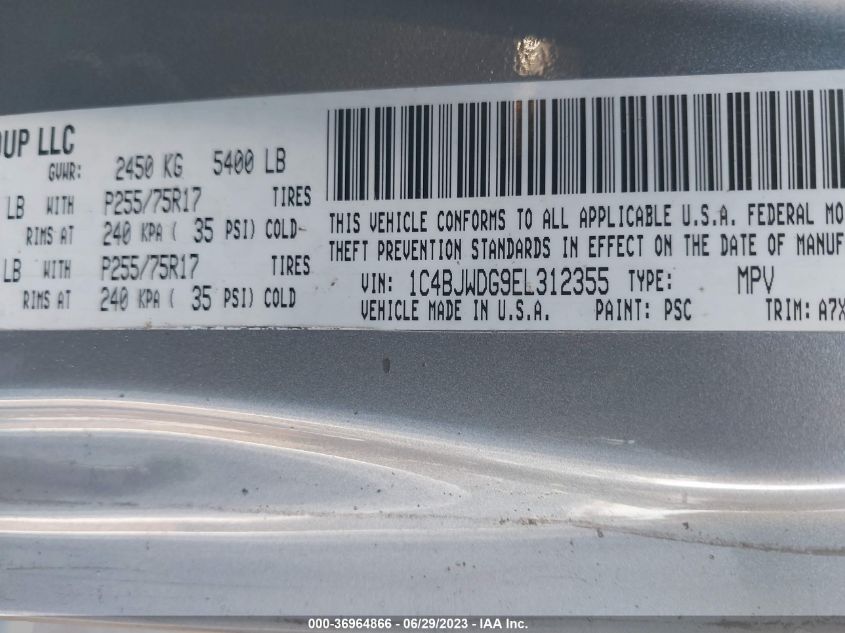 OUP LLC
GVWR: 2450 KG 5400 LB
LB WITH P255/75R17 TIRES
RIMS AT 240 KPA ( 35 PSI) COLD
LB WITH P255/75R17 TIRES
RIMS AT 240 KPA ( 35 PSI) COLD
THIS VEHICLE CONFORMS TO ALL APPLICABLE U.S.A. FEDERAL MO
THEFT PREVENTION STANDARDS IN EFFECT ON THE DATE OF MANUF
VIN: 1C4BJWDG9EL312355 TYPE: MPV
VEHICLE MADE IN U.S.A. PAINT: PSC TRIM: A7X
000-36964866 - 06/29/2023 - IAA Inc.